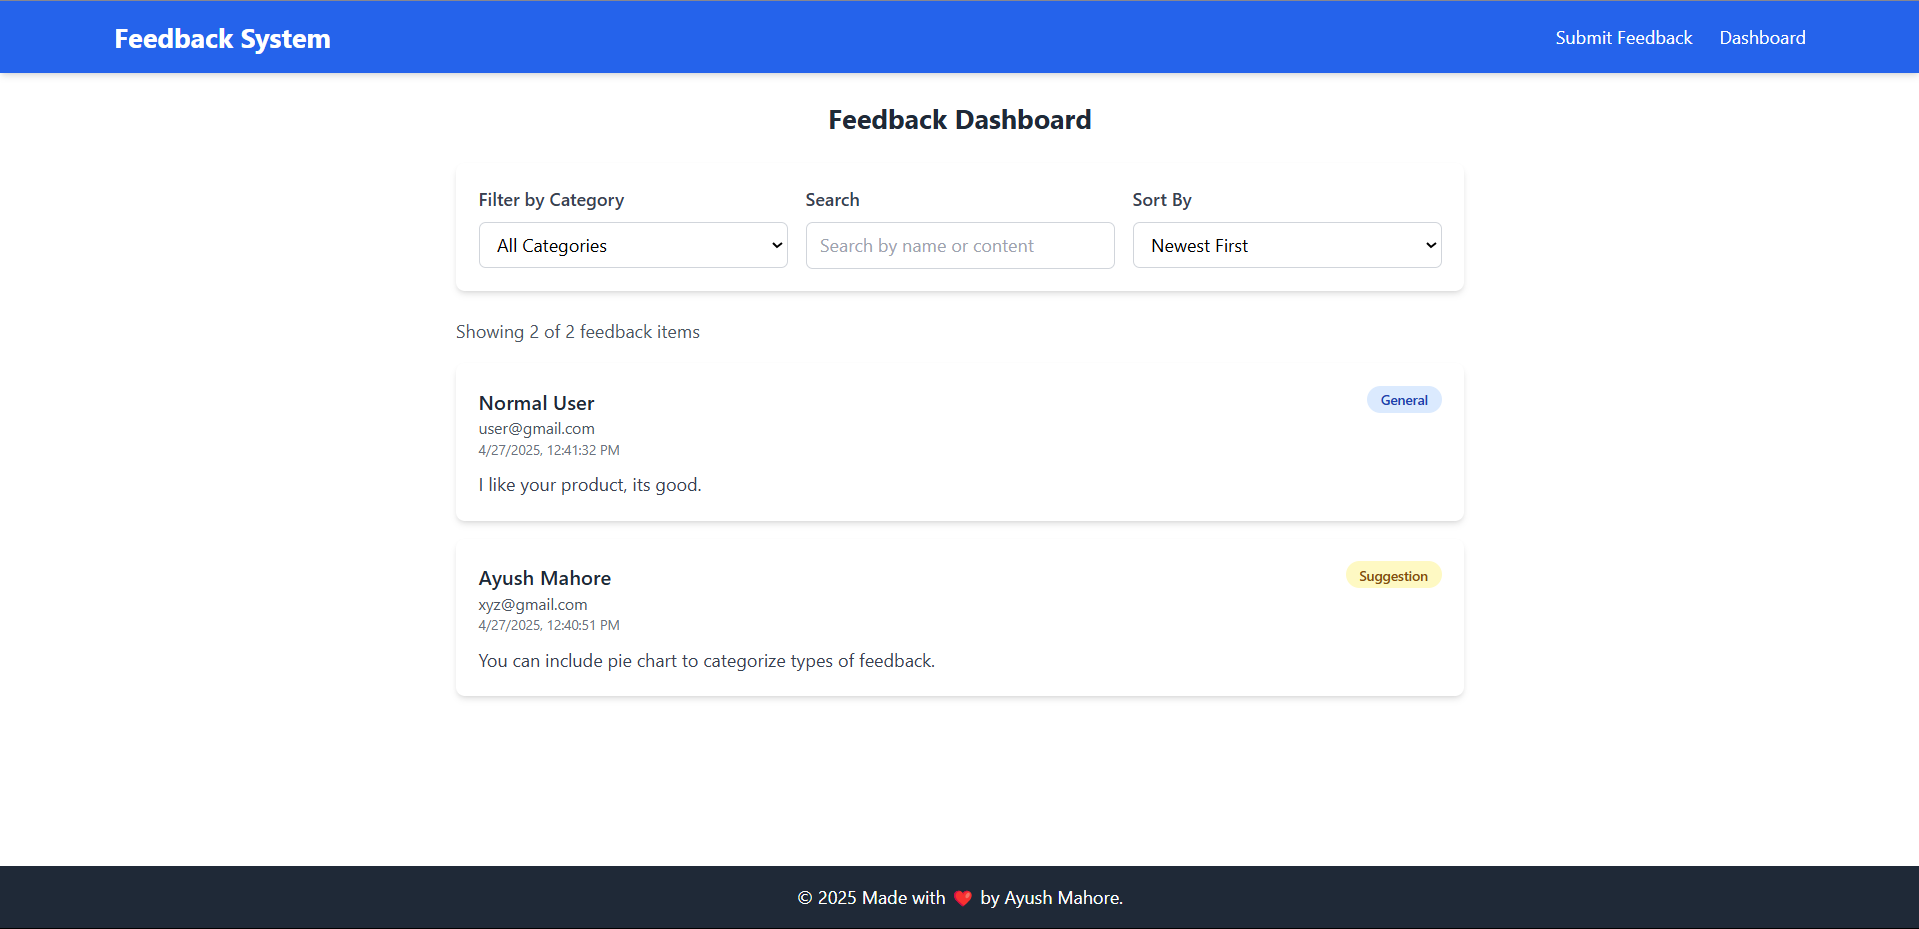 Feedback System
Submit Feedback
Dashboard
Feedback Dashboard
Filter by Category
Search
Sort By
All Categories
Search by name or content
Newest First
Showing 2 of 2 feedback items
Normal User
General
user@gmail.com
4/27/2025, 12:41:32 PM
I like your product, its good.
Ayush Mahore
Suggestion
xyz@gmail.com
4/27/2025, 12:40:51 PM
You can include pie chart to categorize types of feedback.
© 2025 Made with ❤️ by Ayush Mahore.